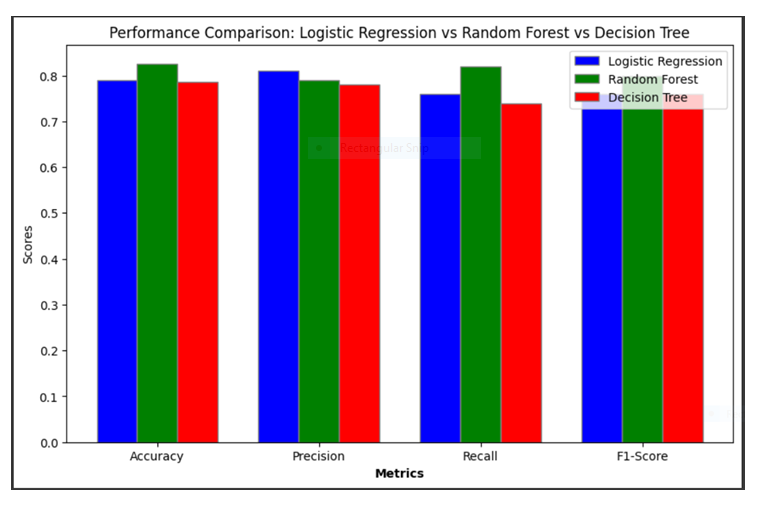 Performance Comparison: Logistic Regression vs Random Forest vs Decision Tree
Logistic Regression
Random Forest
Decision Tree
Rectangular Snip
Scores
0.8
0.7
0.6
0.5
0.4
0.3
0.2
0.1
0.0
Accuracy Precision Recall F1-Score
Metrics